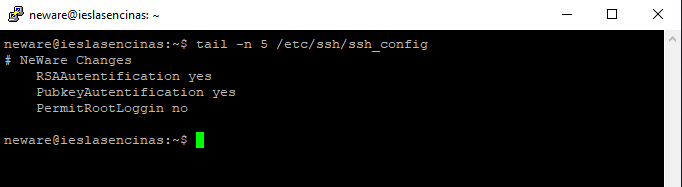 neware@ieslasencinas: ~
neware@ieslasencinas:~$ tail -n 5 /etc/ssh/ssh_config
# NeWare Changes
    RSAAutentification yes
    PubkeyAutentification yes
    PermitRootLoggin no

neware@ieslasencinas:~$